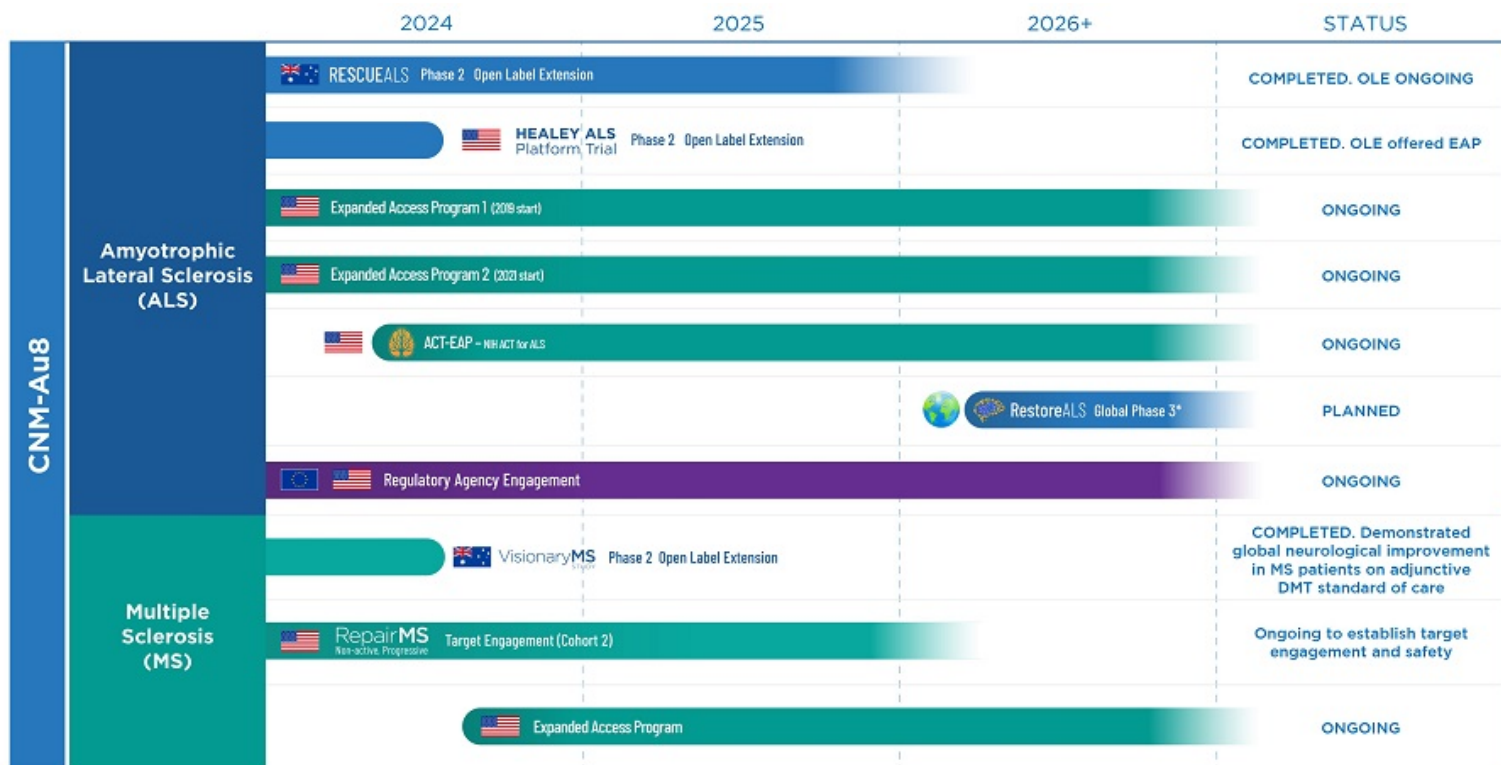 2024 2025 2026+ STATUS
CNM-Au8
Amyotrophic
Lateral Sclerosis
(ALS)
RESCUEALS Phase 2 Open Label Extension
COMPLETED. OLE ONGOING
HEALEY ALS
Platform Trial
Phase 2 Open Label Extension
COMPLETED. OLE offered EAP
Expanded Access Program 1 (2019 start)
ONGOING
Expanded Access Program 2 (2021 start)
ONGOING
ACT-EAP – NIH ACT for ALS
ONGOING
RestoreALS Global Phase 3*
PLANNED
Regulatory Agency Engagement
ONGOING
Multiple
Sclerosis
(MS)
VisionaryMS
STUDY
Phase 2 Open Label Extension
COMPLETED. Demonstrated
global neurological improvement
in MS patients on adjunctive
DMT standard of care
RepairMS
Non-active, Progressive
Target Engagement (Cohort 2)
Ongoing to establish target
engagement and safety
Expanded Access Program
ONGOING